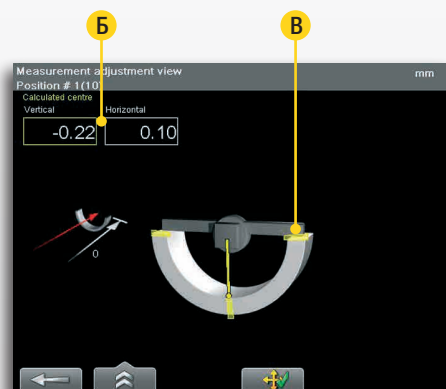 Б В
Measurement adjustment view mm
Position # 1(10)
Calculated centre
Vertical Horizontal
-0.22 0.10
0